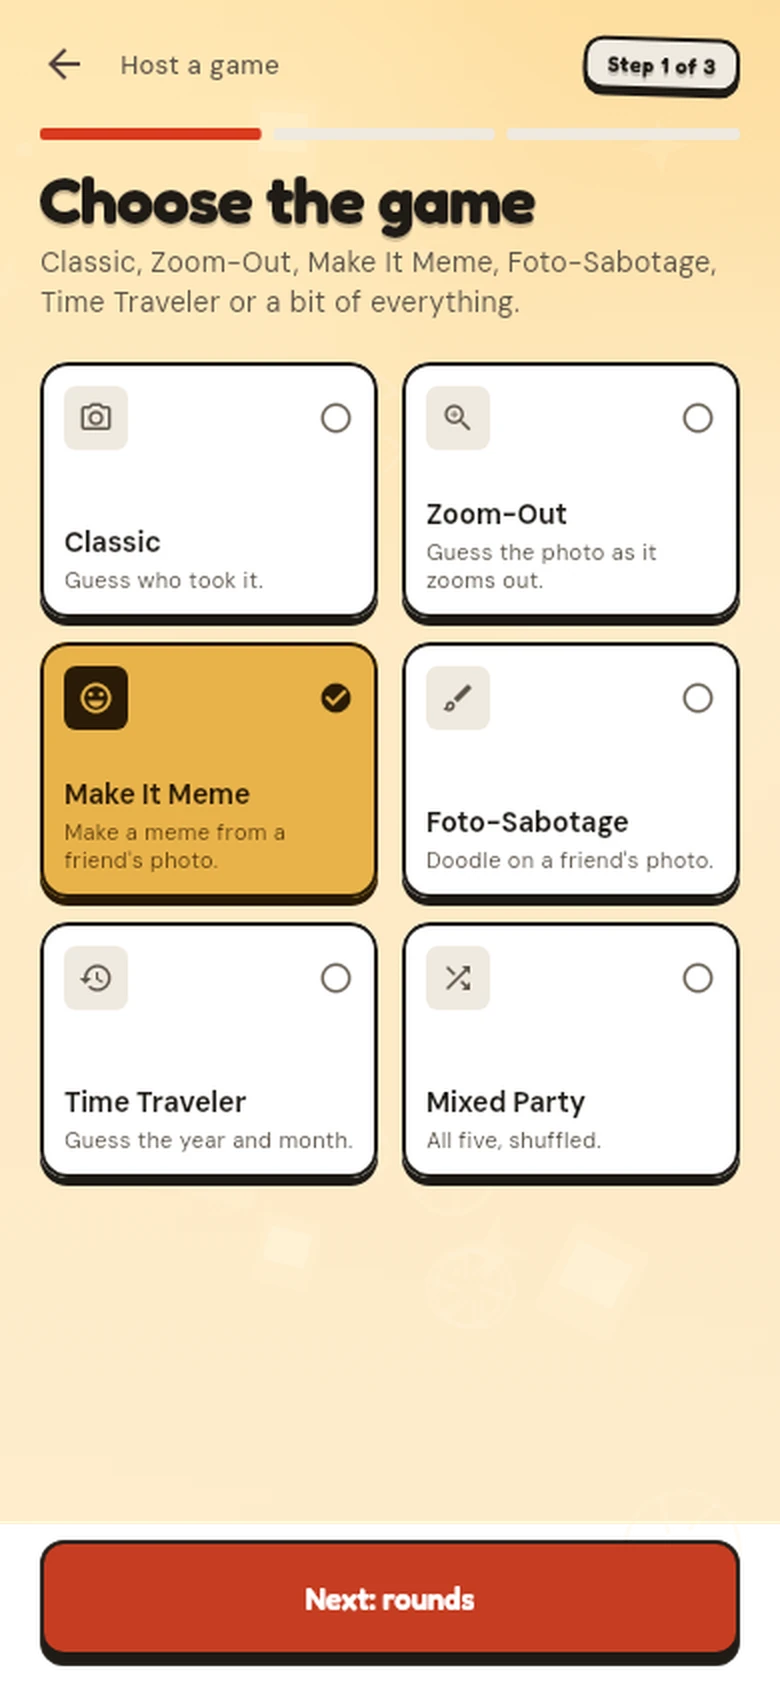 Host a game
Step 1 of 3
Choose the game
Classic, Zoom-Out, Make It Meme, Foto-Sabotage,
Time Traveler or a bit of everything.
Classic
Guess who took it.
Zoom-Out
Guess the photo as it
zooms out.
Make It Meme
Make a meme from a
friend's photo.
Foto-Sabotage
Doodle on a friend's photo.
Time Traveler
Guess the year and month.
Mixed Party
All five, shuffled.
Next: rounds